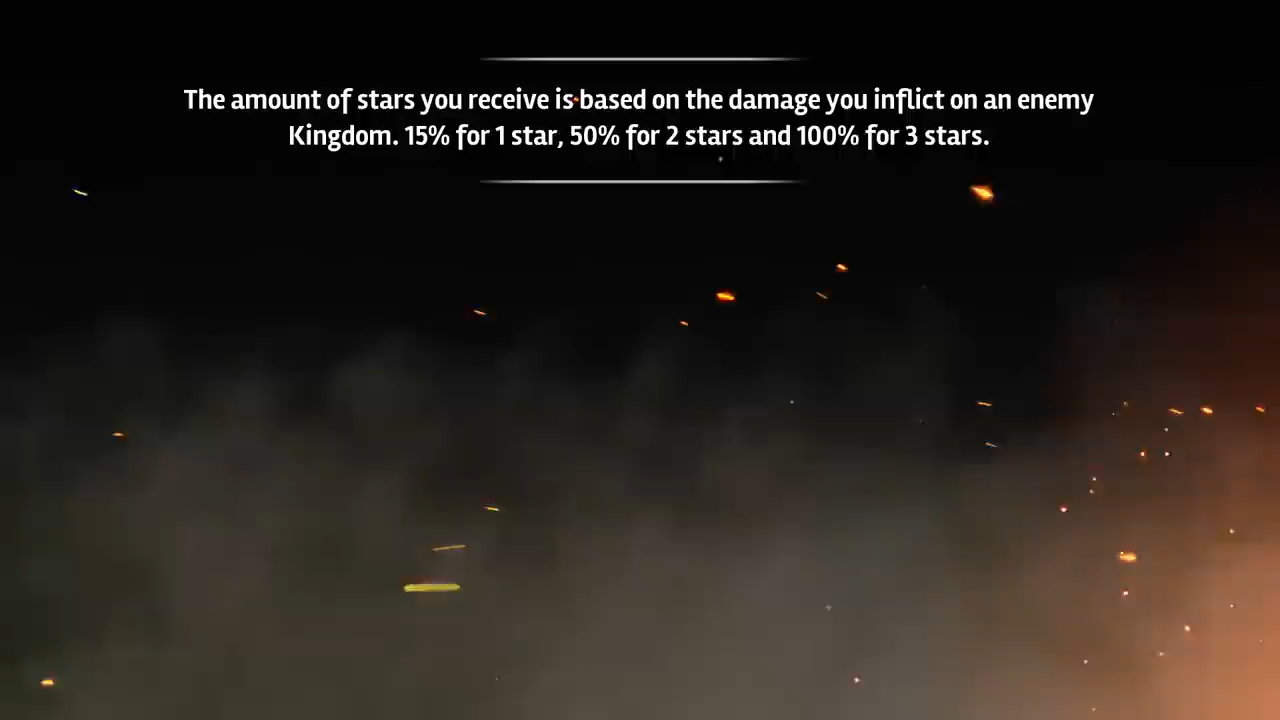 The amount of stars you receive is based on the damage you inflict on an enemy
Kingdom. 15% for 1 star, 50% for 2 stars and 100% for 3 stars.